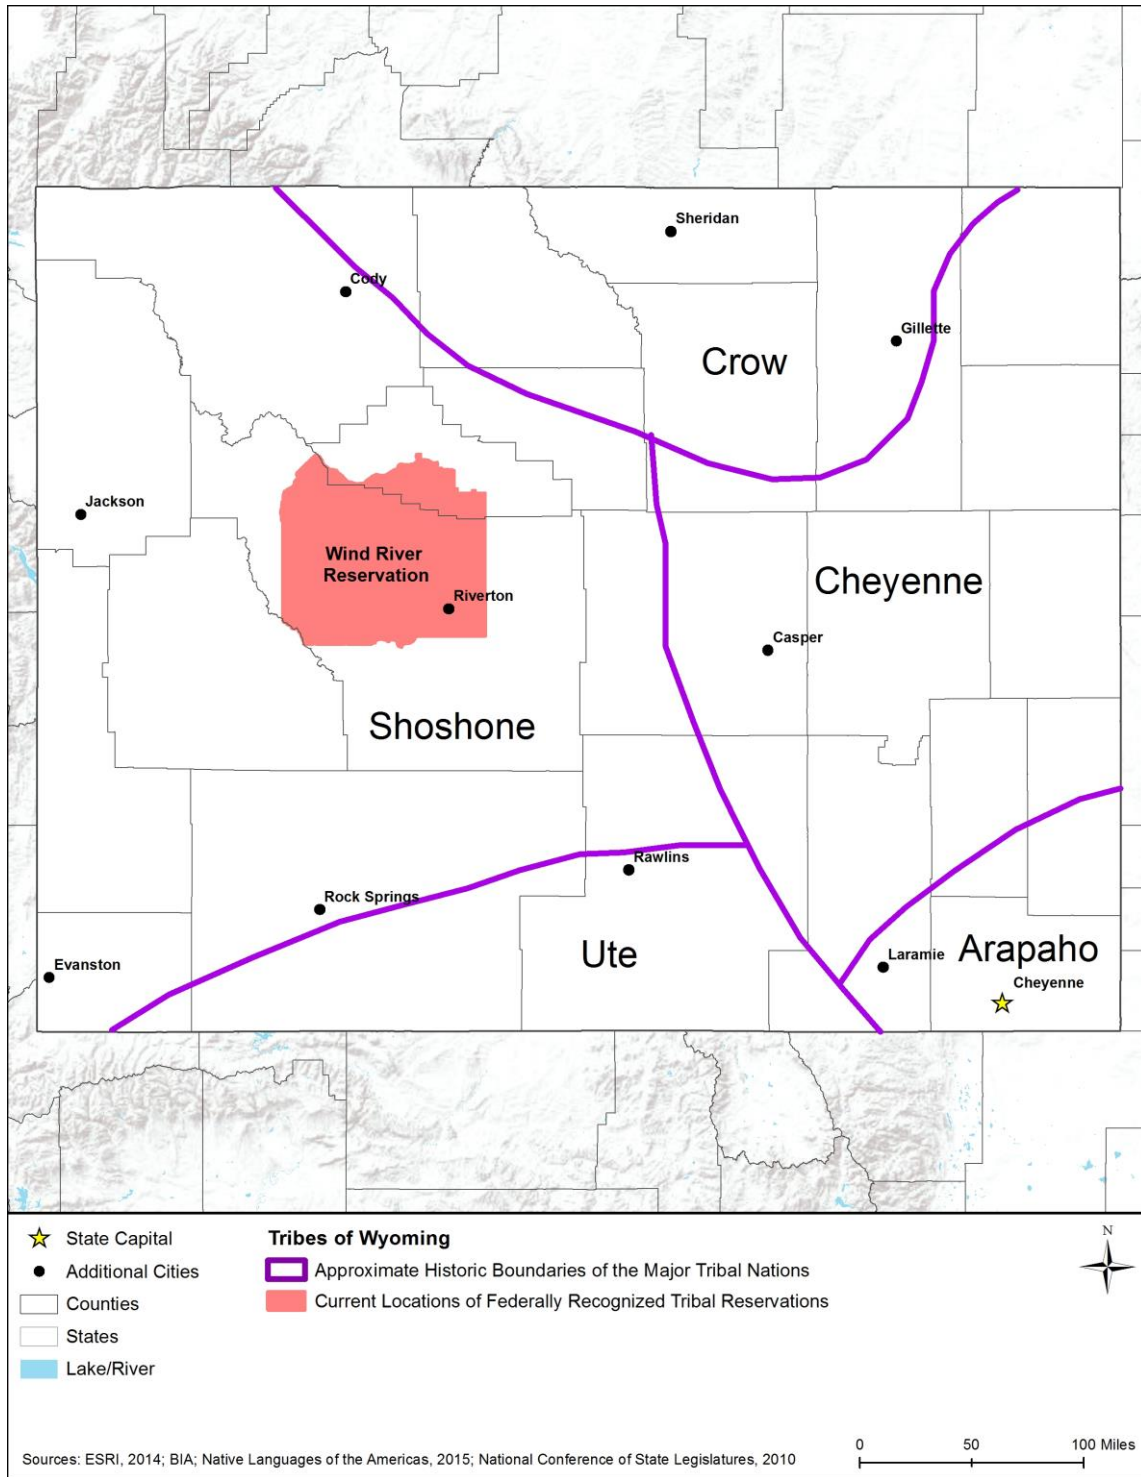 Sheridan
Cody
Gillette
Crow
Jackson
Wind River
Reservation
Riverton
Cheyenne
Casper
Shoshone
Rawlins
Rock Springs
Ute
Laramie
Arapaho
Evanston
Cheyenne
State Capital
Additional Cities
Counties
States
Lake/River
Tribes of Wyoming
Approximate Historic Boundaries of the Major Tribal Nations
Current Locations of Federally Recognized Tribal Reservations
N
Sources: ESRI, 2014; BIA; Native Languages of the Americas, 2015; National Conference of State Legislatures, 2010
0 50 100 Miles